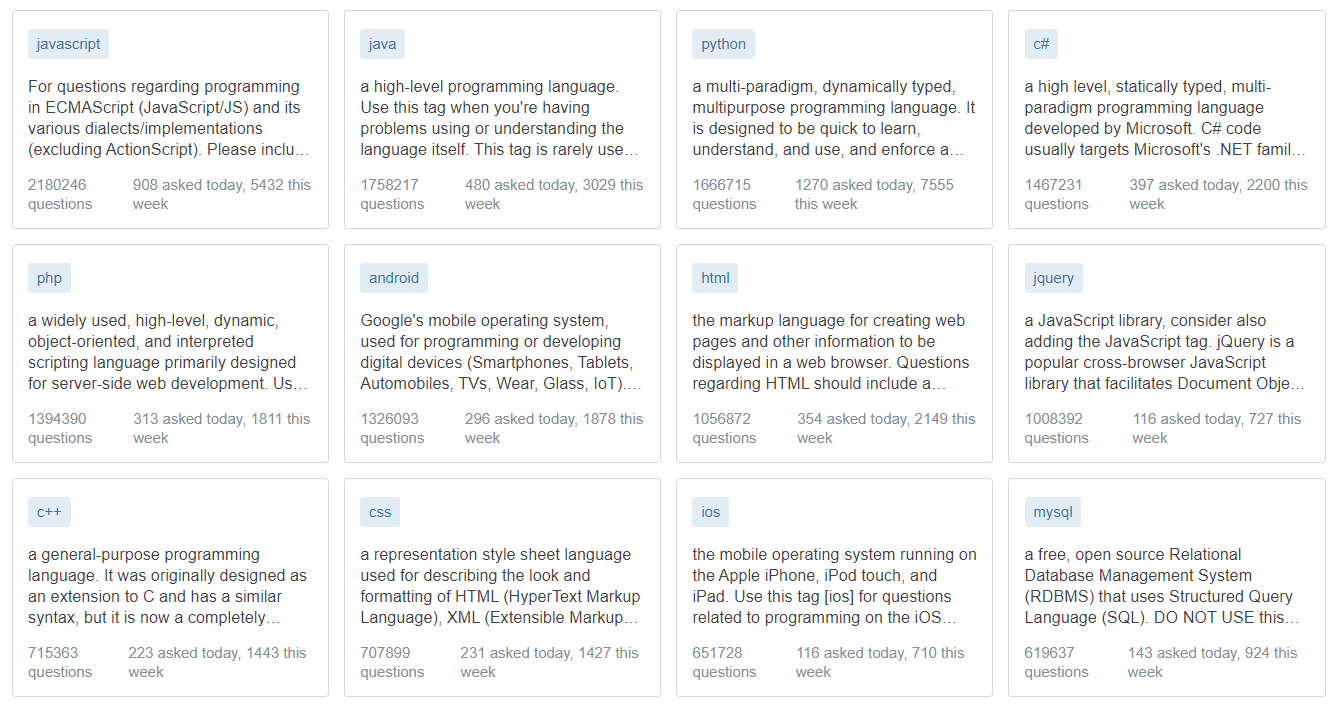 javascript
For questions regarding programming
in ECMAScript (JavaScript/JS) and its
various dialects/implementations
(excluding ActionScript). Please inclu...
2180246
questions
908 asked today, 5432 this
week
java
a high-level programming language.
Use this tag when you're having
problems using or understanding the
language itself. This tag is rarely use...
1758217
questions
480 asked today, 3029 this
week
python
a multi-paradigm, dynamically typed,
multipurpose programming language. It
is designed to be quick to learn,
understand, and use, and enforce a...
1666715
questions
1270 asked today, 7555
this week
c#
a high level, statically typed, multi-
paradigm programming language
developed by Microsoft. C# code
usually targets Microsoft's .NET famil...
1467231
questions
397 asked today, 2200 this
week
php
a widely used, high-level, dynamic,
object-oriented, and interpreted
scripting language primarily designed
for server-side web development. Us...
1394390
questions
313 asked today, 1811 this
week
android
Google's mobile operating system,
used for programming or developing
digital devices (Smartphones, Tablets,
Automobiles, TVs, Wear, Glass, IoT)....
1326093
questions
296 asked today, 1878 this
week
html
the markup language for creating web
pages and other information to be
displayed in a web browser. Questions
regarding HTML should include a...
1056872
questions
354 asked today, 2149 this
week
jquery
a JavaScript library, consider also
adding the JavaScript tag. jQuery is a
popular cross-browser JavaScript
library that facilitates Document Obje...
1008392
questions
116 asked today, 727 this
week
c++
a general-purpose programming
language. It was originally designed as
an extension to C and has a similar
syntax, but it is now a completely...
715363
questions
223 asked today, 1443 this
week
css
a representation style sheet language
used for describing the look and
formatting of HTML (HyperText Markup
Language), XML (Extensible Markup...
707899
questions
231 asked today, 1427 this
week
ios
the mobile operating system running on
the Apple iPhone, iPod touch, and
iPad. Use this tag [ios] for questions
related to programming on the iOS...
651728
questions
116 asked today, 710 this
week
mysql
a free, open source Relational
Database Management System
(RDBMS) that uses Structured Query
Language (SQL). DO NOT USE this...
619637
questions
143 asked today, 924 this
week